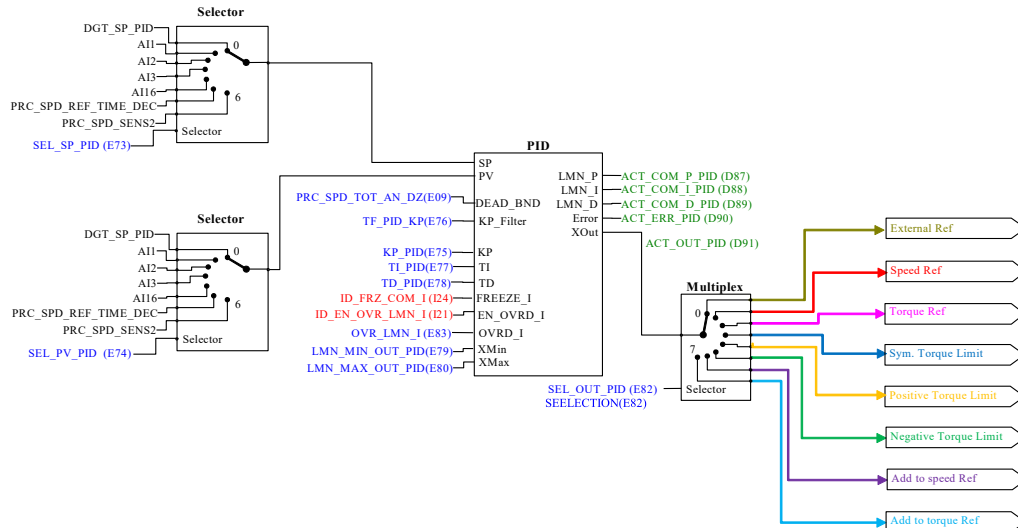 Selector
DGT_SP_PID
AI1
AI2
AI3
AI16
PRC_SPD_REF_TIME_DEC
PRC_SPD_SENS2
0
6
Selector
SEL_SP_PID (E73)
Selector
DGT_SP_PID
AI1
AI2
AI3
AI16
PRC_SPD_REF_TIME_DEC
PRC_SPD_SENS2
0
6
Selector
SEL_PV_PID (E74)
PID
SP
PV
PRC_SPD_TOT_AN_DZ(E09)
DEAD_BND
TF_PID_KP(E76)
KP_Filter
KP_PID(E75)
KP
TI_PID(E77)
TI
TD_PID(E78)
TD
ID_FRZ_COM_I (I24)
FREEZE_I
ID_EN_OVR_LMN_I (I21)
EN_OVRD_I
OVR_LMN_I (E83)
OVRD_I
LMN_MIN_OUT_PID(E79)
XMin
LMN_MAX_OUT_PID(E80)
XMax
LMN_P
ACT_COM_P_PID (D87)
LMN_I
ACT_COM_I_PID (D88)
LMN_D
ACT_COM_D_PID (D89)
Error
ACT_ERR_PID (D90)
XOut
ACT_OUT_PID (D91)
Multiplex
0
7
Selector
SEL_OUT_PID (E82)
SEELECTION(E82)
External Ref
Speed Ref
Torque Ref
Sym. Torque Limit
Positive Torque Limit
Negative Torque Limit
Add to speed Ref
Add to torque Ref